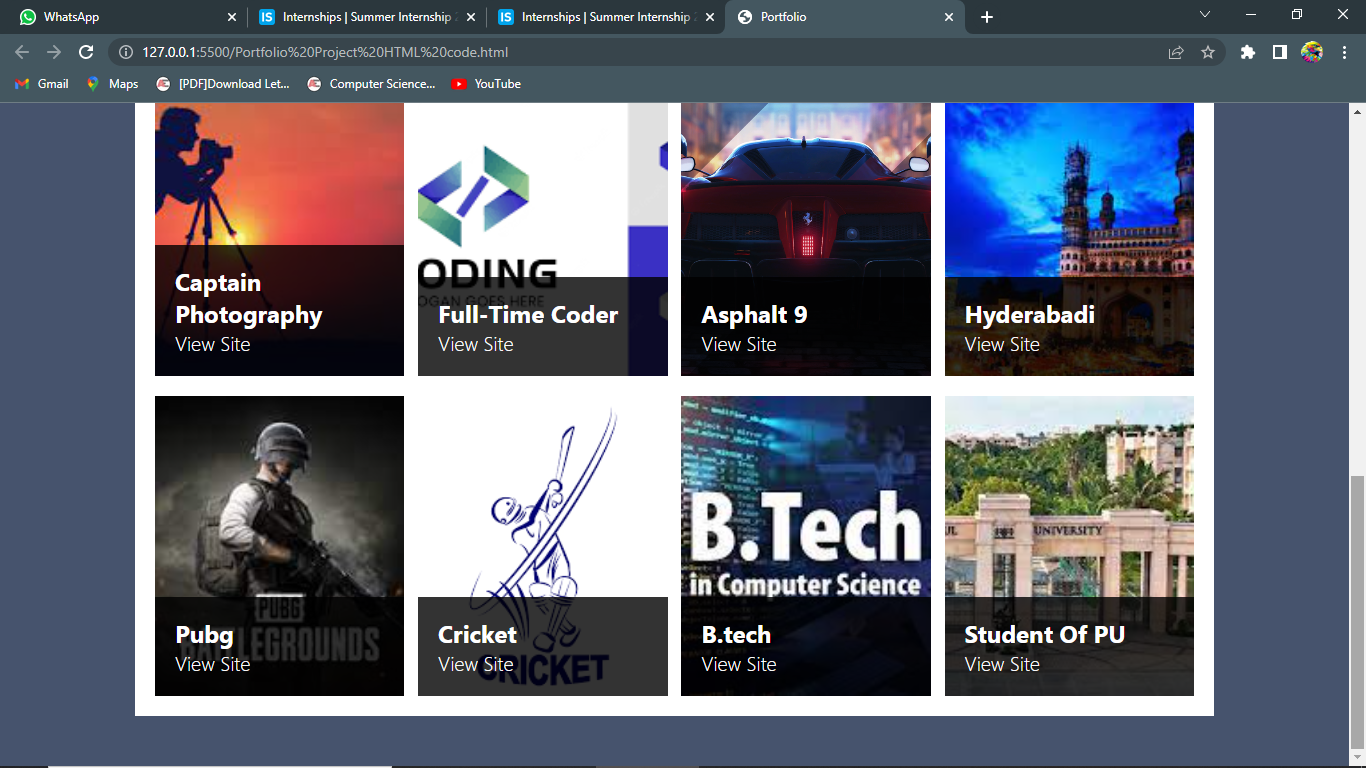 WhatsApp
Internships | Summer Internship
Internships | Summer Internship
Portfolio
127.0.0.1:5500/Portfolio%20Project%20HTML%20code.html
Gmail
Maps
[PDF]Download Let...
Computer Science...
YouTube
ODING
OGAN GOES HERE
Captain
Photography
View Site
Full-Time Coder
View Site
Asphalt 9
View Site
Hyderabadi
View Site
PUBG
BATTLEGROUNDS
Pubg
View Site
CRICKET
Cricket
View Site
B.Tech
in Computer Science
B.tech
View Site
UL UNIVERSITY
Student Of PU
View Site